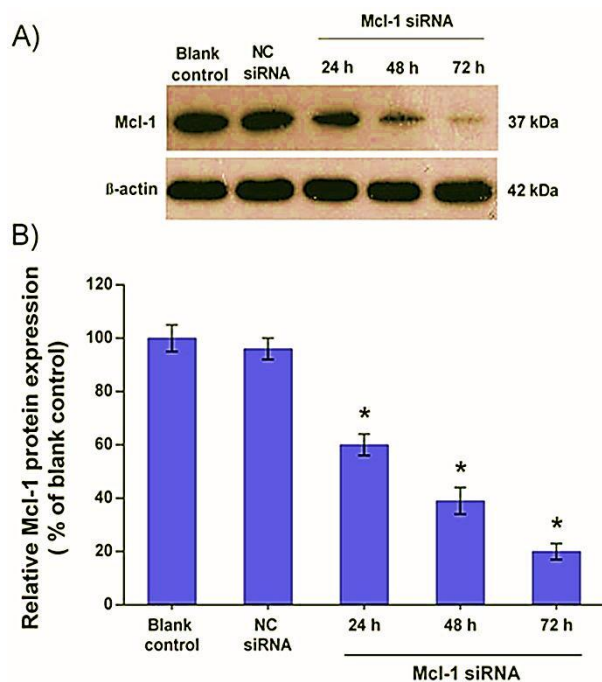 A)
Mcl-1 siRNA
Blank control
NC siRNA
24 h 48 h 72 h
Mcl-1
37 kDa
ß-actin
42 kDa
B)
Relative Mcl-1 protein expression
( % of blank control)
120
100
80
60
40
20
0
*
*
*
Blank control
NC siRNA
24 h
48 h
72 h
Mcl-1 siRNA